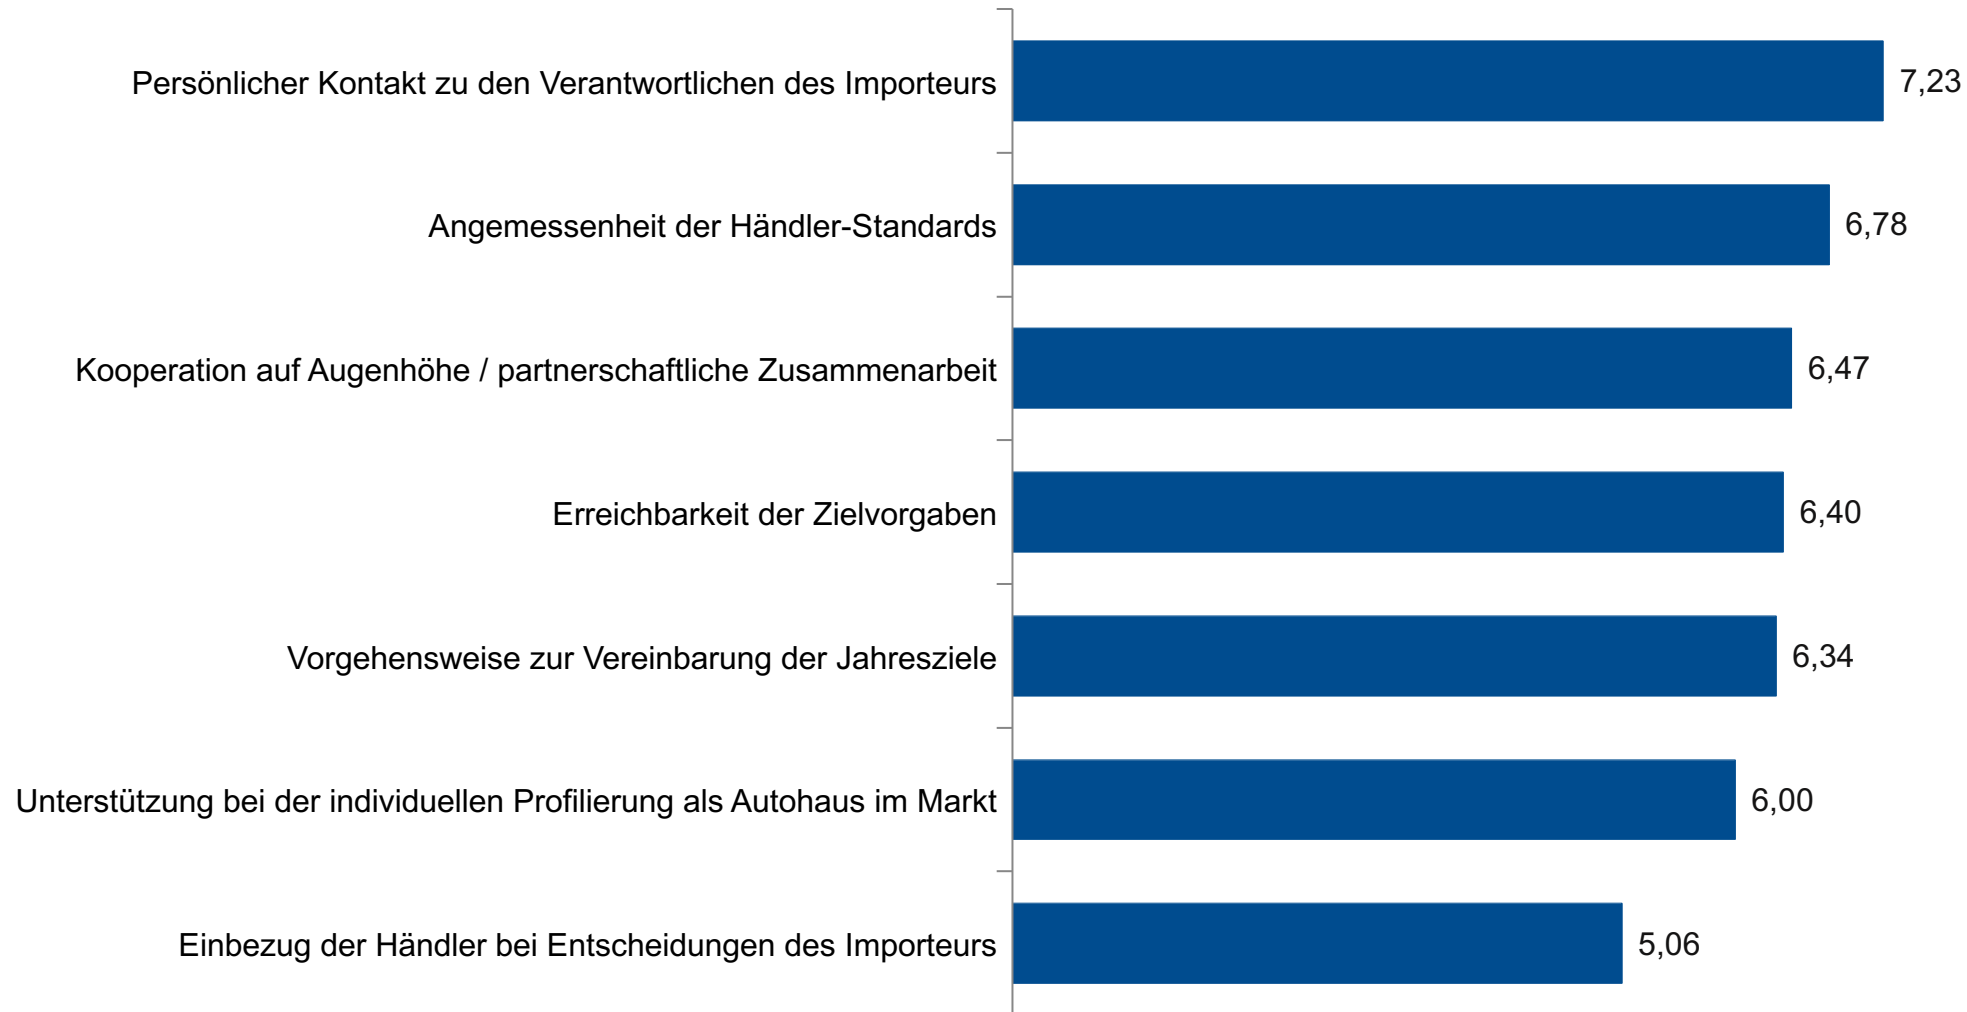 Persönlicher Kontakt zu den Verantwortlichen des Importeurs 7,23
Angemessenheit der Händler-Standards 6,78
Kooperation auf Augenhöhe / partnerschaftliche Zusammenarbeit 6,47
Erreichbarkeit der Zielvorgaben 6,40
Vorgehensweise zur Vereinbarung der Jahresziele 6,34
Unterstützung bei der individuellen Profilierung als Autohaus im Markt 6,00
Einbezug der Händler bei Entscheidungen des Importeurs 5,06